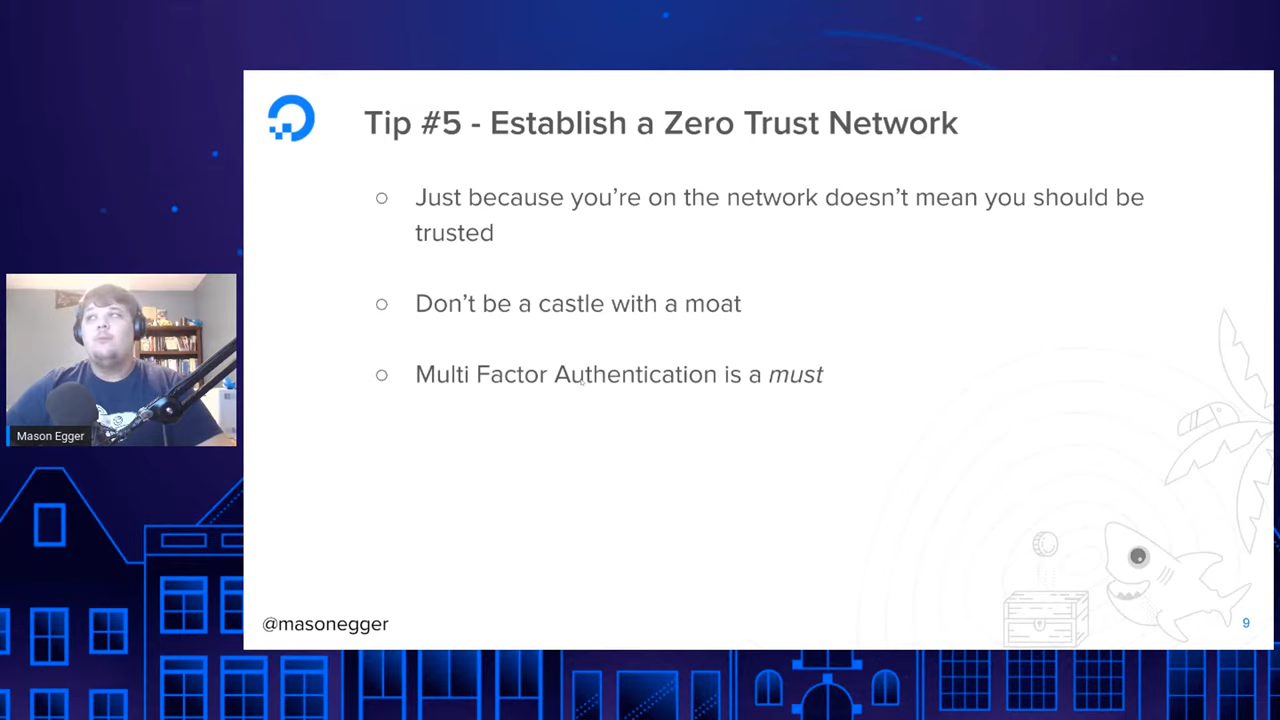 Tip #5 - Establish a Zero Trust Network
○ Just because you’re on the network doesn’t mean you should be
trusted
○ Don’t be a castle with a moat
○ Multi Factor Authentication is a must
Mason Egger
@masonegger
9